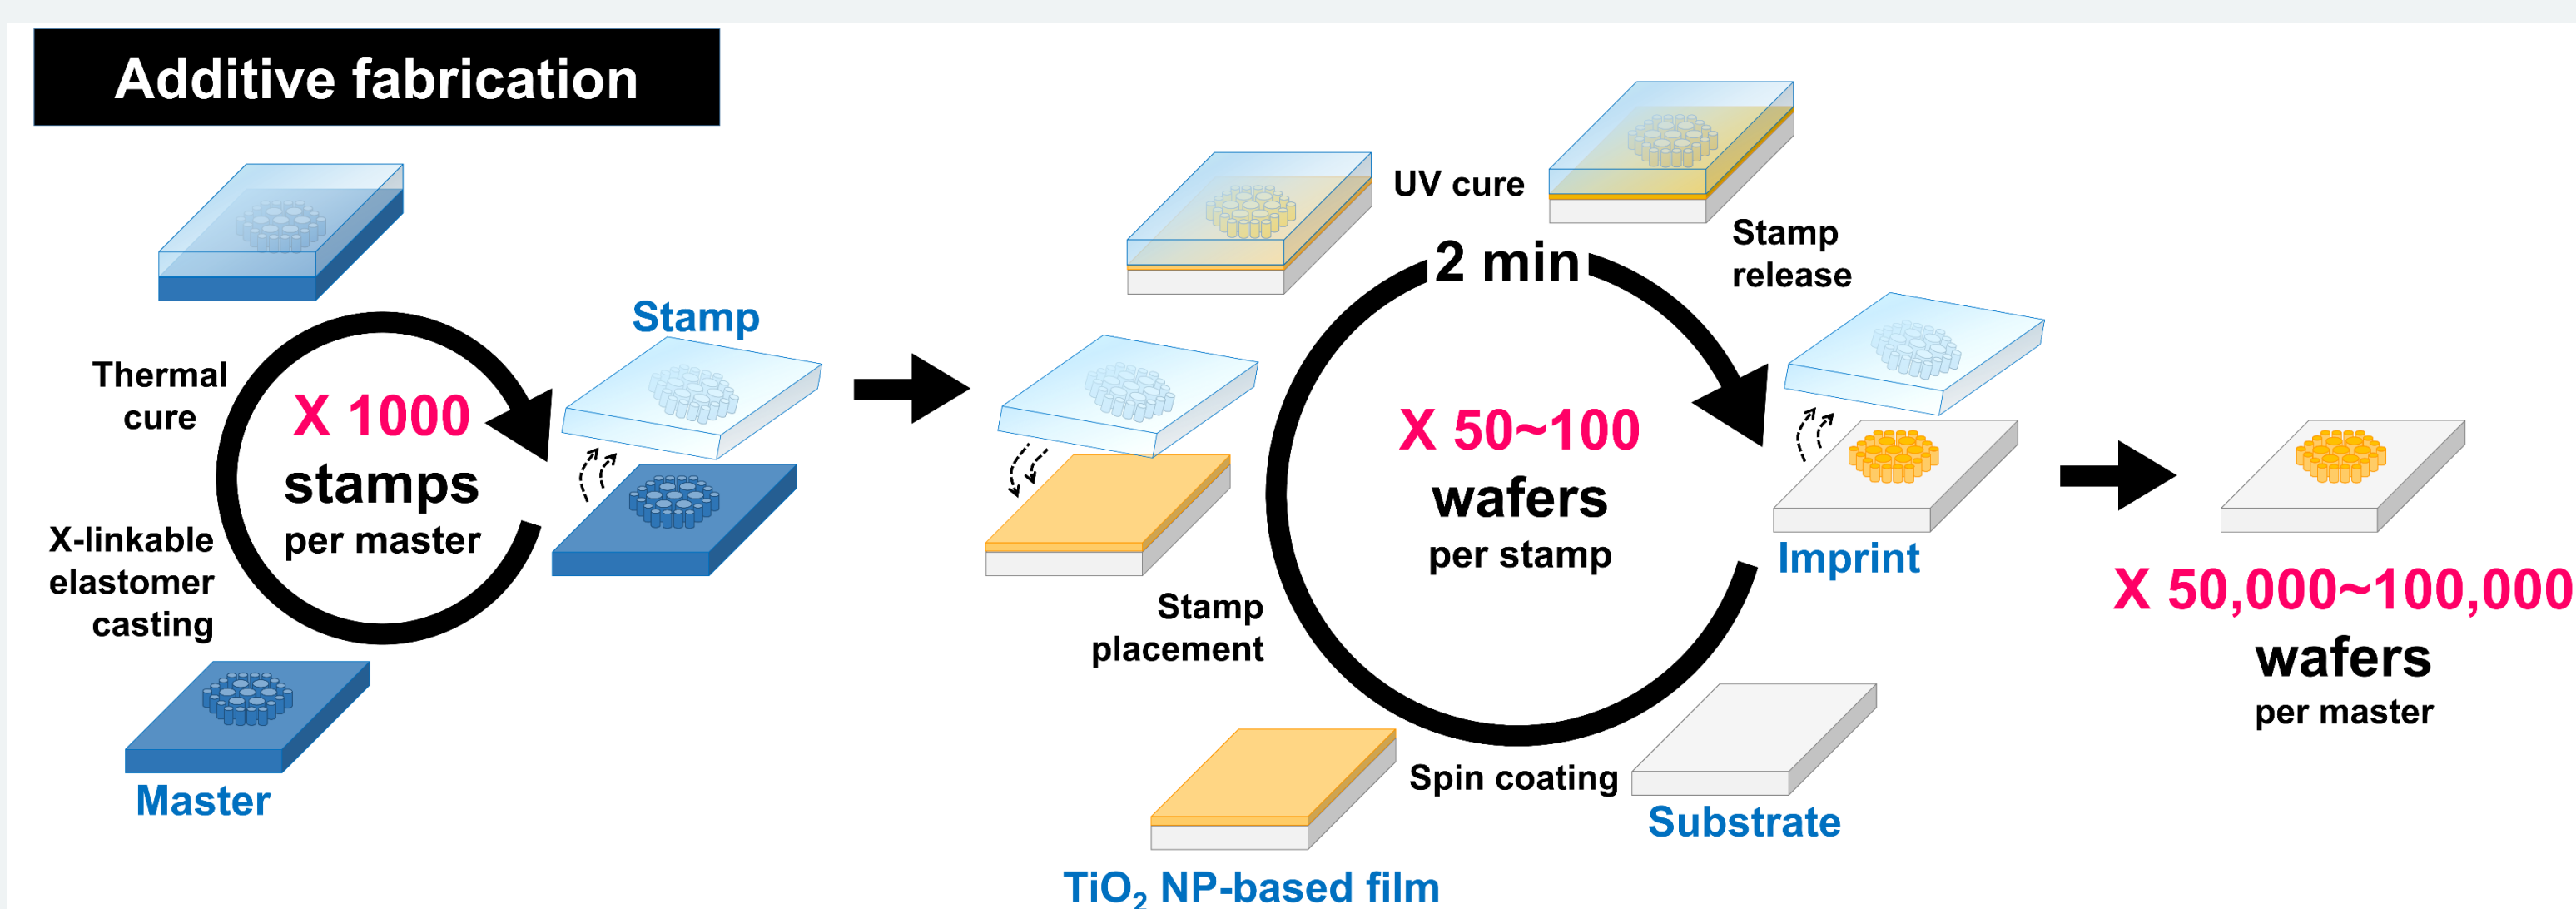 Additive fabrication
Thermal
cure
X-linkable
elastomer
casting
Master
X 1000
stamps
per master
Stamp
Stamp
placement
UV cure
2 min
Stamp
release
X 50~100
wafers
per stamp
Imprint
Spin coating
Substrate
TiO₂ NP-based film
X 50,000~100,000
wafers
per master